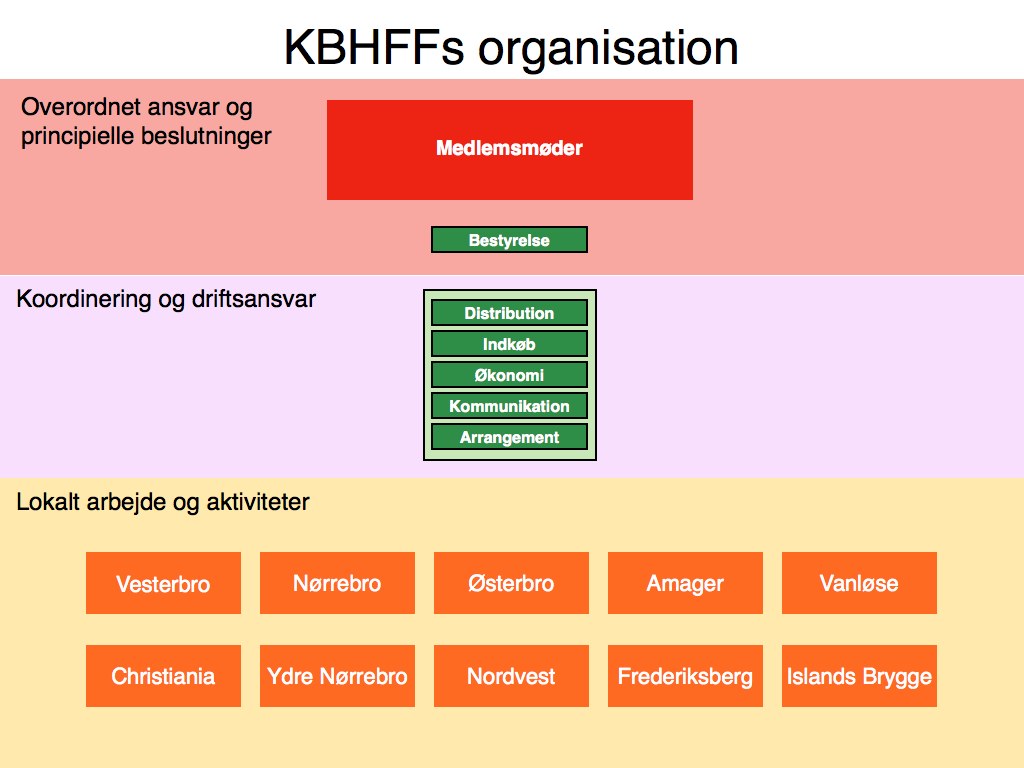 KBHFFs organisation
Overordnet ansvar og
principielle beslutninger
Medlemsmøder
Bestyrelse
Koordinering og driftsansvar
Distribution
Indkøb
Økonomi
Kommunikation
Arrangement
Lokalt arbejde og aktiviteter
Vesterbro
Nørrebro
Østerbro
Amager
Vanløse
Christiania
Ydre Nørrebro
Nordvest
Frederiksberg
Islands Brygge